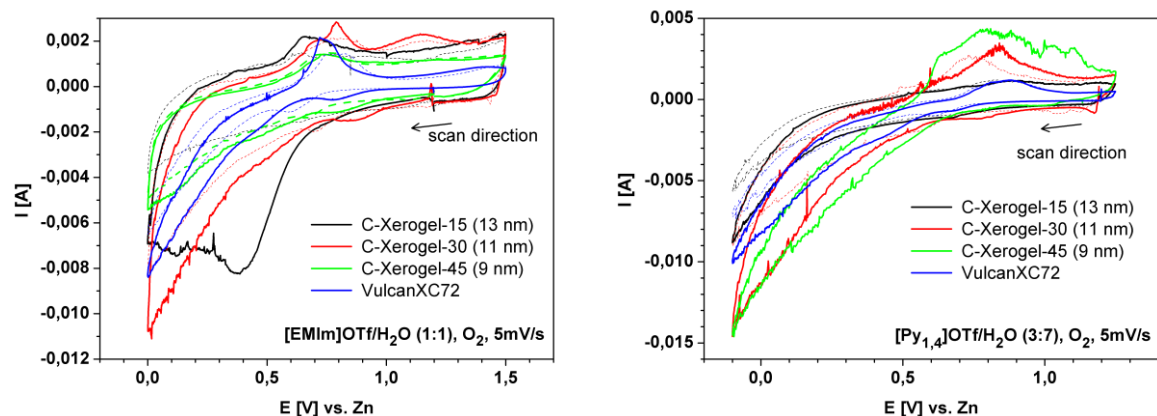 0,002
0,000
-0,002
-0,004
-0,006
-0,008
-0,010
-0,012
I [A]
scan direction
C-Xerogel-15 (13 nm)
C-Xerogel-30 (11 nm)
C-Xerogel-45 (9 nm)
VulcanXC72
[EMIm]OTf/H2O (1:1), O2, 5mV/s
0,0 0,5 1,0 1,5
E [V] vs. Zn
0,005
0,000
-0,005
-0,010
-0,015
I [A]
scan direction
C-Xerogel-15 (13 nm)
C-Xerogel-30 (11 nm)
C-Xerogel-45 (9 nm)
VulcanXC72
[Py1,4]OTf/H2O (3:7), O2, 5mV/s
0,0 0,5 1,0
E [V] vs. Zn